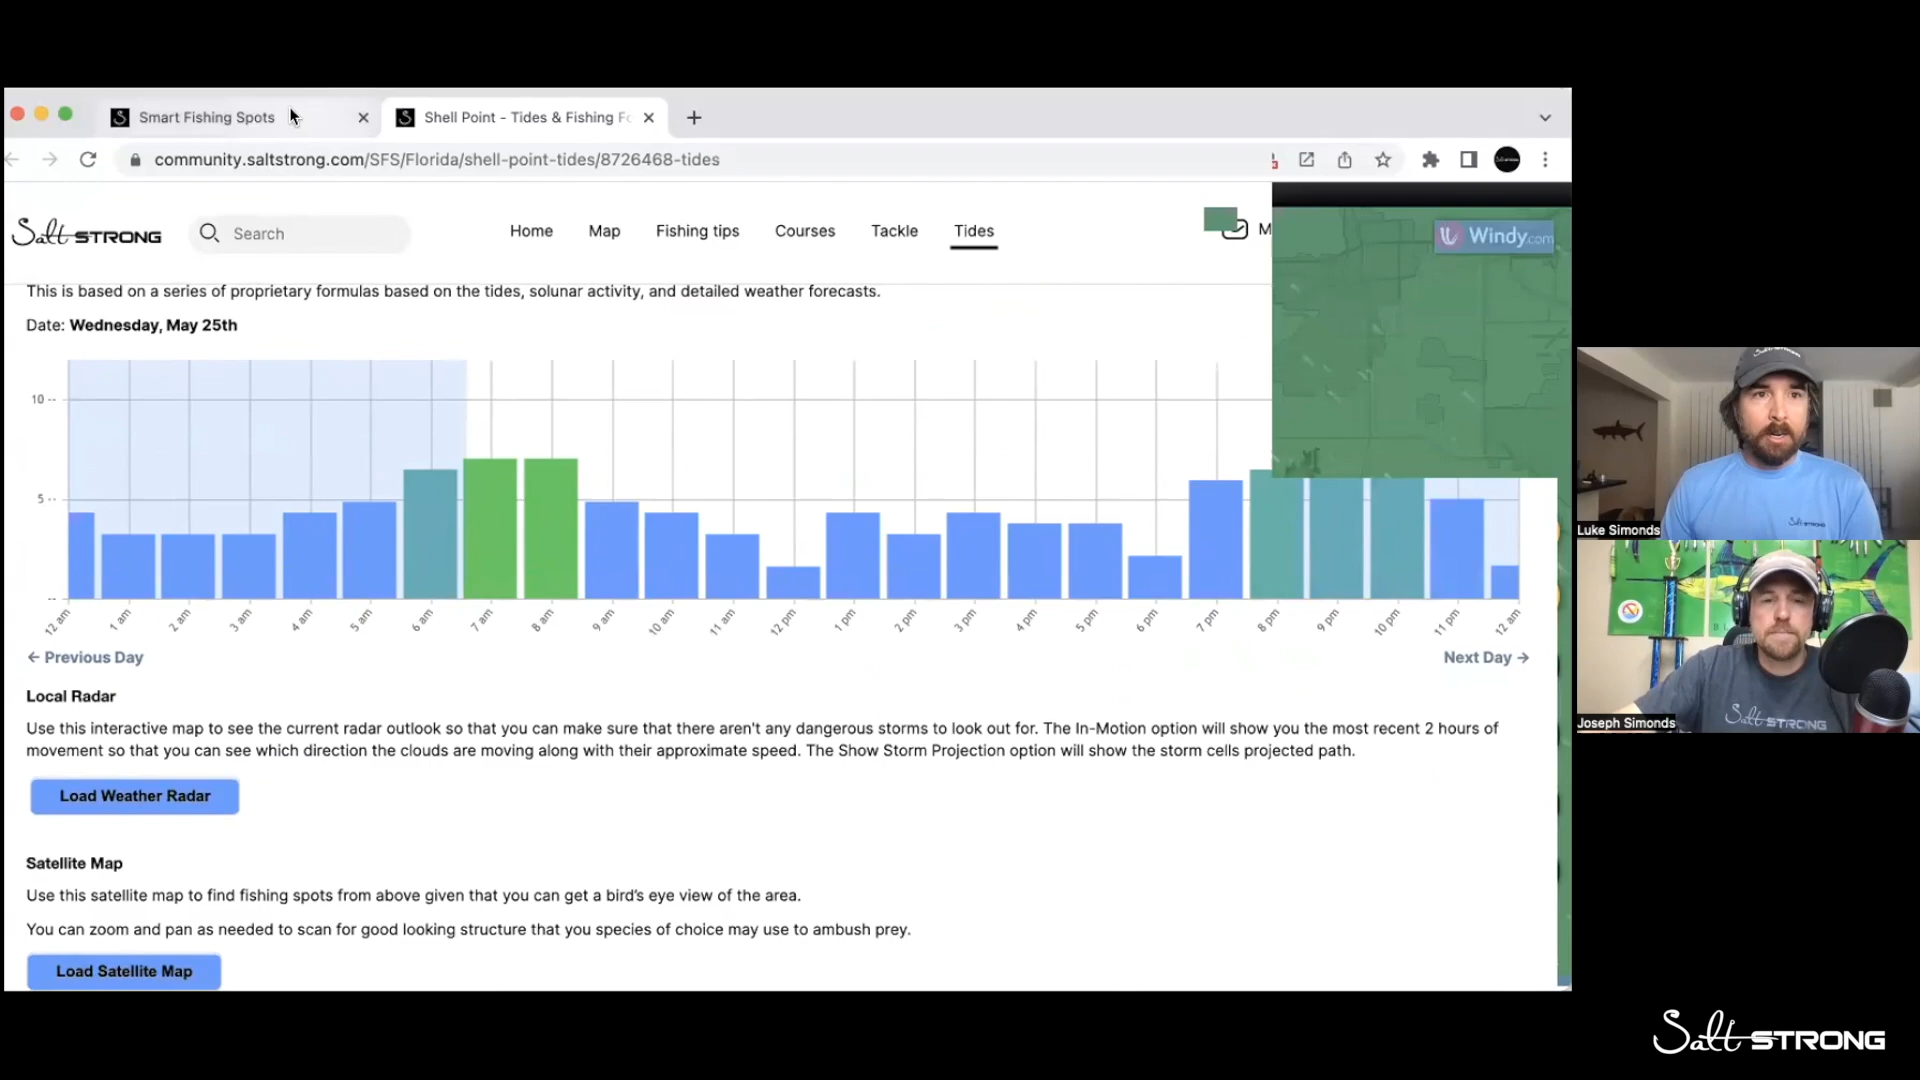 Smart Fishing Spots
Shell Point - Tides & Fishing Fo
community.saltstrong.com/SFS/Florida/shell-point-tides/8726468-tides
Salt STRONG
Search
Home
Map
Fishing tips
Courses
Tackle
Tides
M
Windy.com
This is based on a series of proprietary formulas based on the tides, solunar activity, and detailed weather forecasts.
Date: Wednesday, May 25th
10
5
12 am
1 am
2 am
3 am
4 am
5 am
6 am
7 am
8 am
9 am
10 am
11 am
12 pm
1 pm
2 pm
3 pm
4 pm
5 pm
6 pm
7 pm
8 pm
9 pm
10 pm
11 pm
12 am
← Previous Day
Next Day →
Local Radar
Use this interactive map to see the current radar outlook so that you can make sure that there aren't any dangerous storms to look out for. The In-Motion option will show you the most recent 2 hours of
movement so that you can see which direction the clouds are moving along with their approximate speed. The Show Storm Projection option will show the storm cells projected path.
Load Weather Radar
Satellite Map
Use this satellite map to find fishing spots from above given that you can get a bird's eye view of the area.
You can zoom and pan as needed to scan for good looking structure that you species of choice may use to ambush prey.
Load Satellite Map
Luke Simonds
Salt STRONG
Joseph Simonds
Salt STRONG